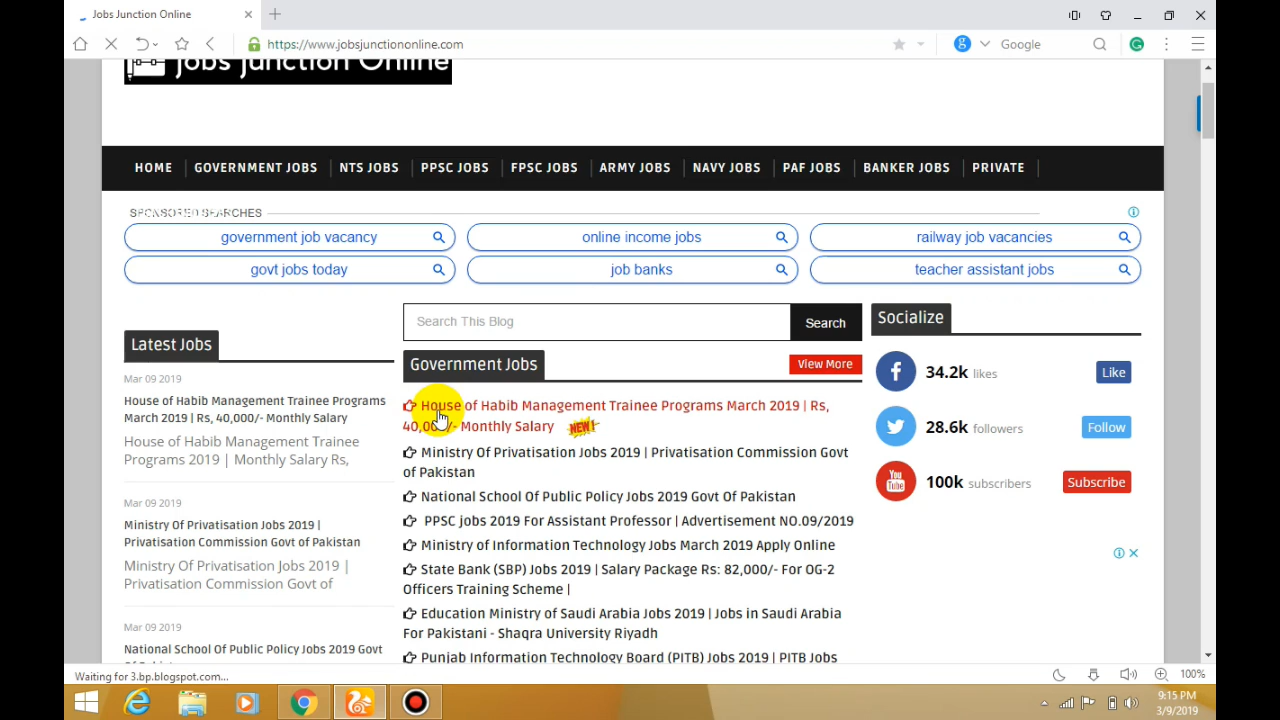 Jobs Junction Online
https://www.jobsjunctiononline.com
Google
Jobs Junction Online
HOME
GOVERNMENT JOBS
NTS JOBS
PPSC JOBS
FPSC JOBS
ARMY JOBS
NAVY JOBS
PAF JOBS
BANKER JOBS
PRIVATE
SPONSORED SEARCHES
government job vacancy
online income jobs
railway job vacancies
govt jobs today
job banks
teacher assistant jobs
Latest Jobs
Mar 09 2019
House of Habib Management Trainee Programs
March 2019 | Rs, 40,000/- Monthly Salary
House of Habib Management Trainee
Programs 2019 | Monthly Salary Rs,
Mar 09 2019
Ministry Of Privatisation Jobs 2019 |
Privatisation Commission Govt of Pakistan
Ministry Of Privatisation Jobs 2019 |
Privatisation Commission Govt of
Mar 09 2019
National School Of Public Policy Jobs 2019 Govt
Search This Blog
Search
Government Jobs
View More
House of Habib Management Trainee Programs March 2019 | Rs,
40,000/- Monthly Salary NEW!
Ministry Of Privatisation Jobs 2019 | Privatisation Commission Govt
of Pakistan
National School Of Public Policy Jobs 2019 Govt Of Pakistan
PPSC jobs 2019 For Assistant Professor | Advertisement NO.09/2019
Ministry of Information Technology Jobs March 2019 Apply Online
State Bank (SBP) Jobs 2019 | Salary Package Rs: 82,000/- For OG-2
Officers Training Scheme |
Education Ministry of Saudi Arabia Jobs 2019 | Jobs in Saudi Arabia
For Pakistani - Shaqra University Riyadh
Punjab Information Technology Board (PITB) Jobs 2019 | PITB Jobs
Socialize
34.2k likes
Like
28.6k followers
Follow
You
Tube
100k subscribers
Subscribe
Waiting for 3.bp.blogspot.com...
100%
9:15 PM
3/9/2019